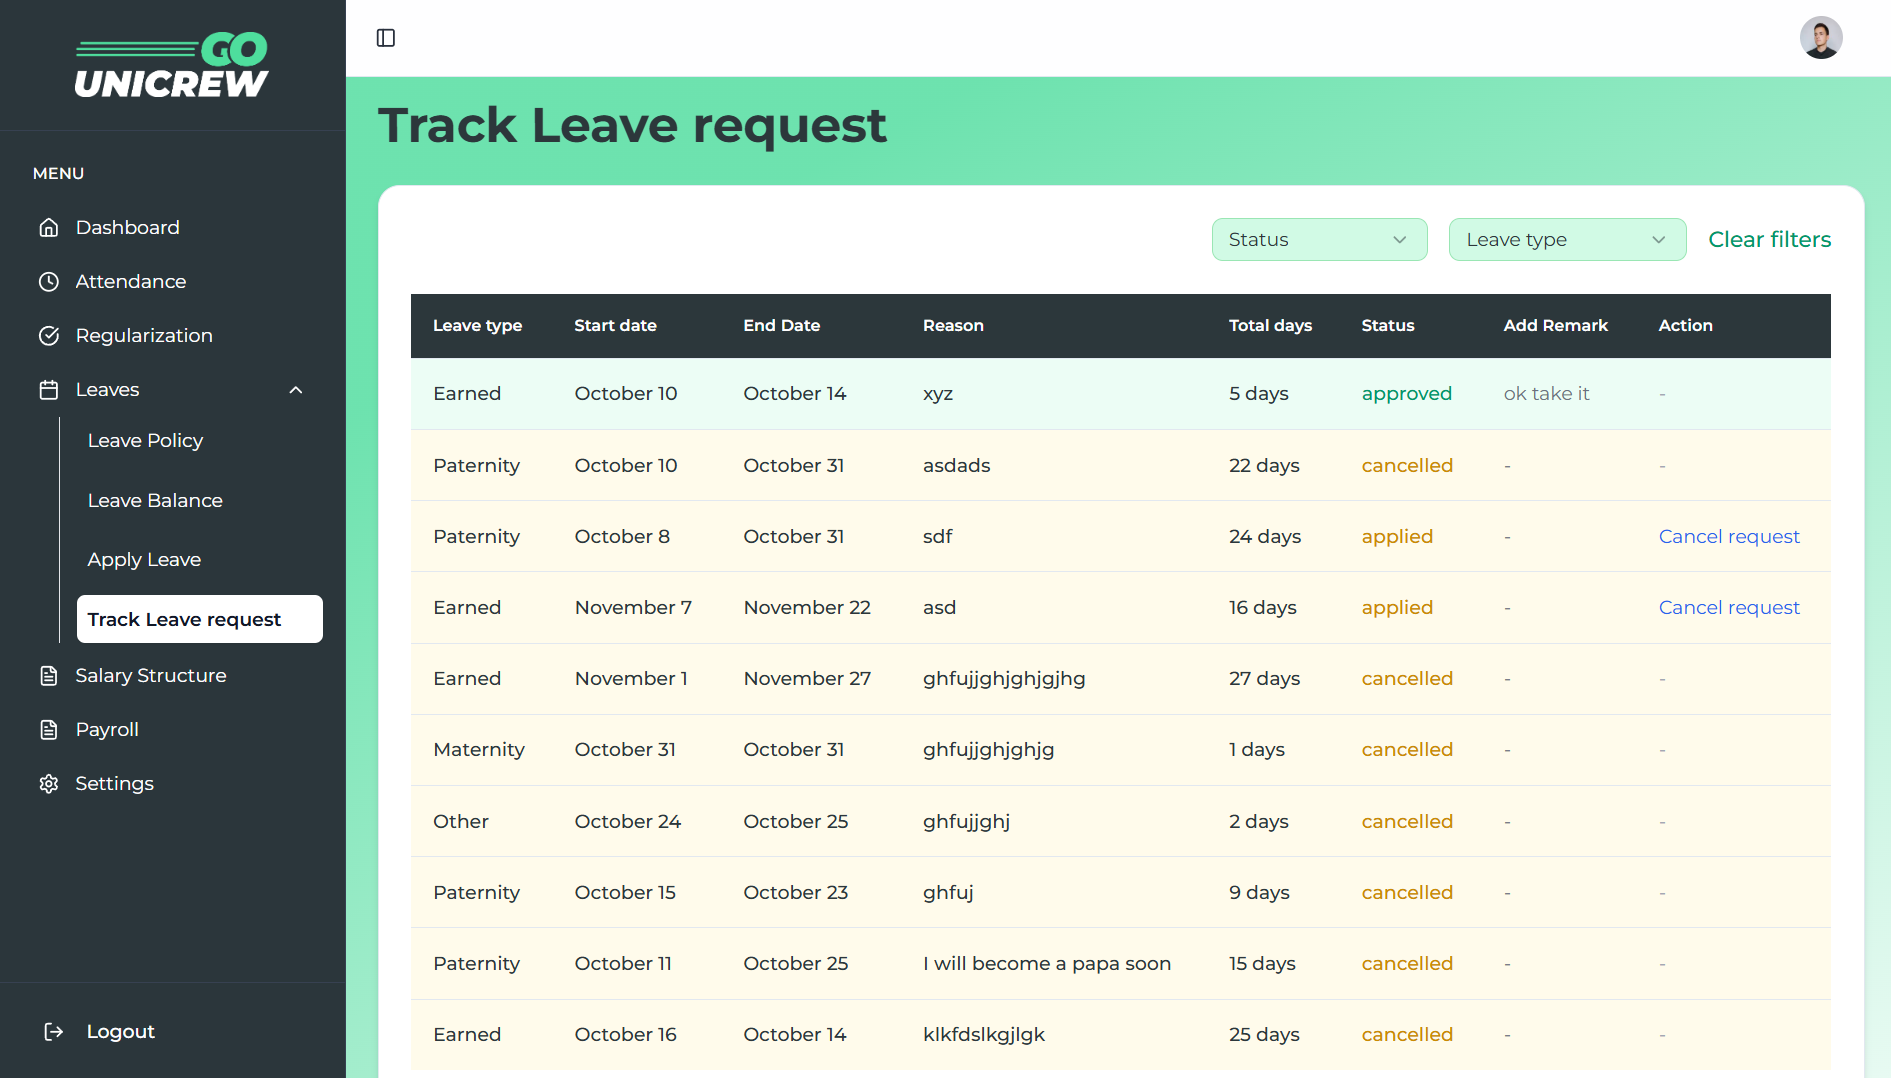 GO
UNICREW
MENU
Dashboard
Attendance
Regularization
Leaves
Leave Policy
Leave Balance
Apply Leave
Track Leave request
Salary Structure
Payroll
Settings
Logout
Track Leave request
Status Leave type Clear filters
Leave type Start date End Date Reason Total days Status Add Remark Action
Earned October 10 October 14 xyz 5 days approved ok take it -
Paternity October 10 October 31 asdads 22 days cancelled - -
Paternity October 8 October 31 sdf 24 days applied - Cancel request
Earned November 7 November 22 asd 16 days applied - Cancel request
Earned November 1 November 27 ghfujjghjghjgjhg 27 days cancelled - -
Maternity October 31 October 31 ghfujjghjghjg 1 days cancelled - -
Other October 24 October 25 ghfujjghj 2 days cancelled - -
Paternity October 15 October 23 ghfuj 9 days cancelled - -
Paternity October 11 October 25 I will become a papa soon 15 days cancelled - -
Earned October 16 October 14 klkfdslkgjlgk 25 days cancelled - -